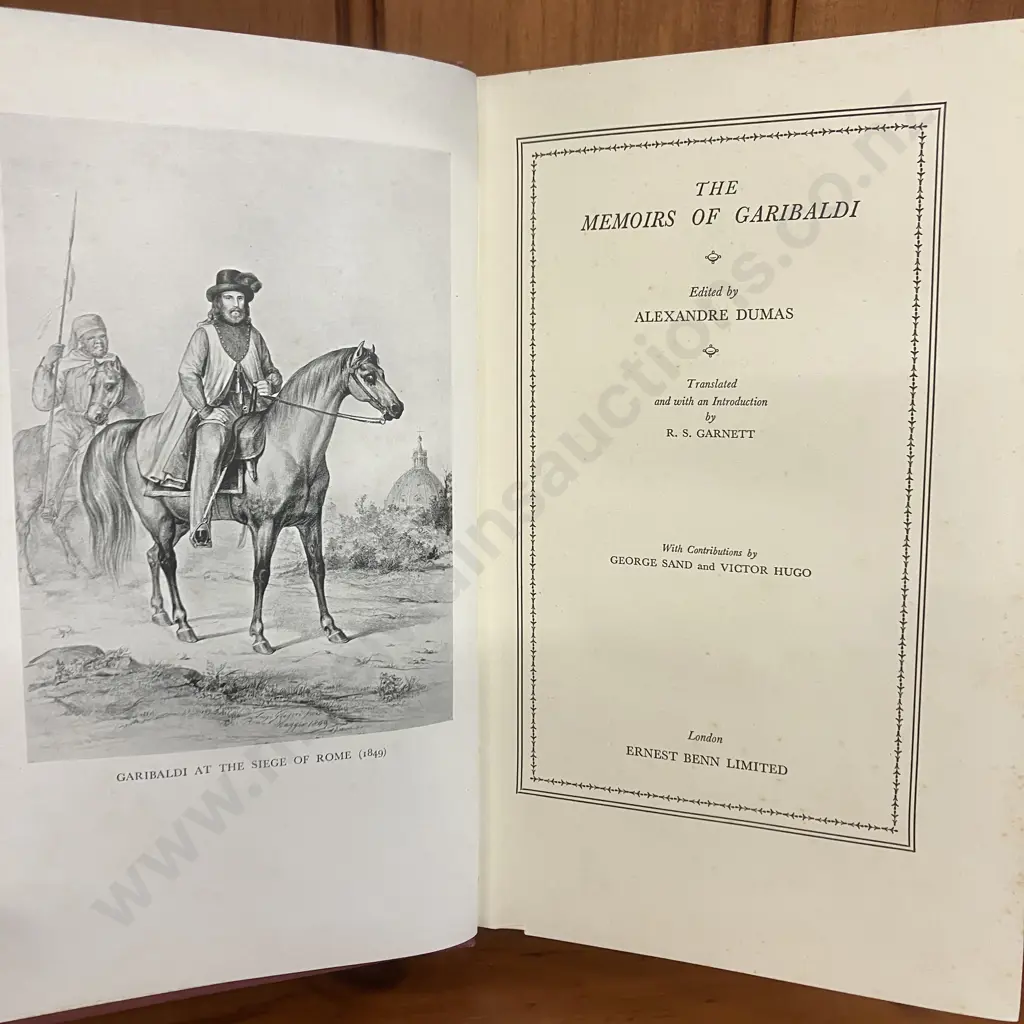 GARIBALDI AT THE SIEGE OF ROME (1849)
THE
MEMOIRS OF GARIBALDI
Edited by
ALEXANDRE DUMAS
Translated
and with an Introduction
by
R. S. GARNETT
With Contributions by
GEORGE SAND and VICTOR HUGO
London
ERNEST BENN LIMITED